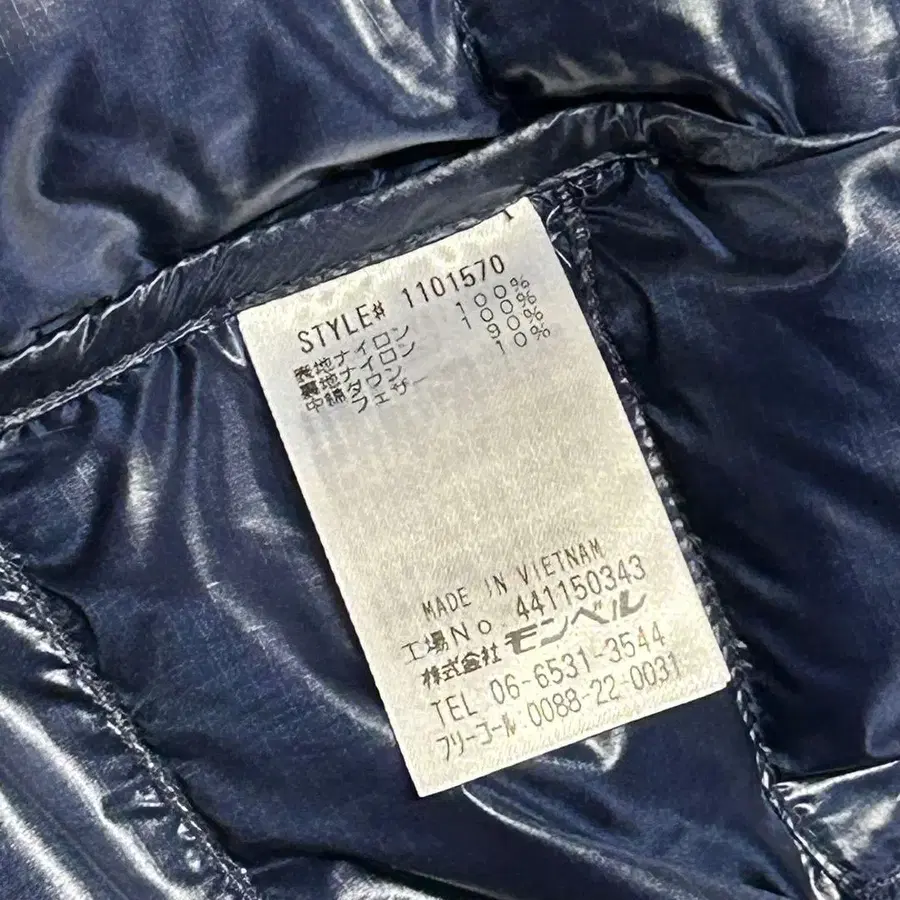 STYLE# 1101570
表地ナイロン 100%
裏地ナイロン 100%
中綿ダウン 90%
フェザー 10%
MADE IN VIETNAM
工場No 441150343
株式会社 モンベル
TEL 06-6531-3544
フリーコール 0088-22-0031